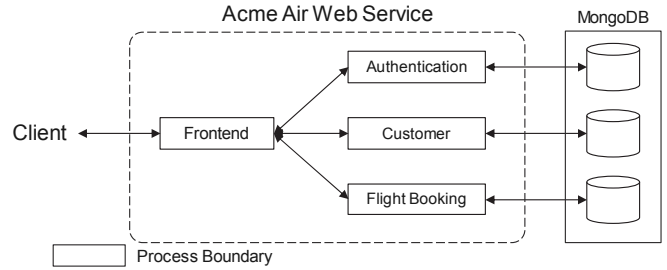 Acme Air Web Service
MongoDB
Authentication
Client
Frontend
Customer
Flight Booking
Process Boundary